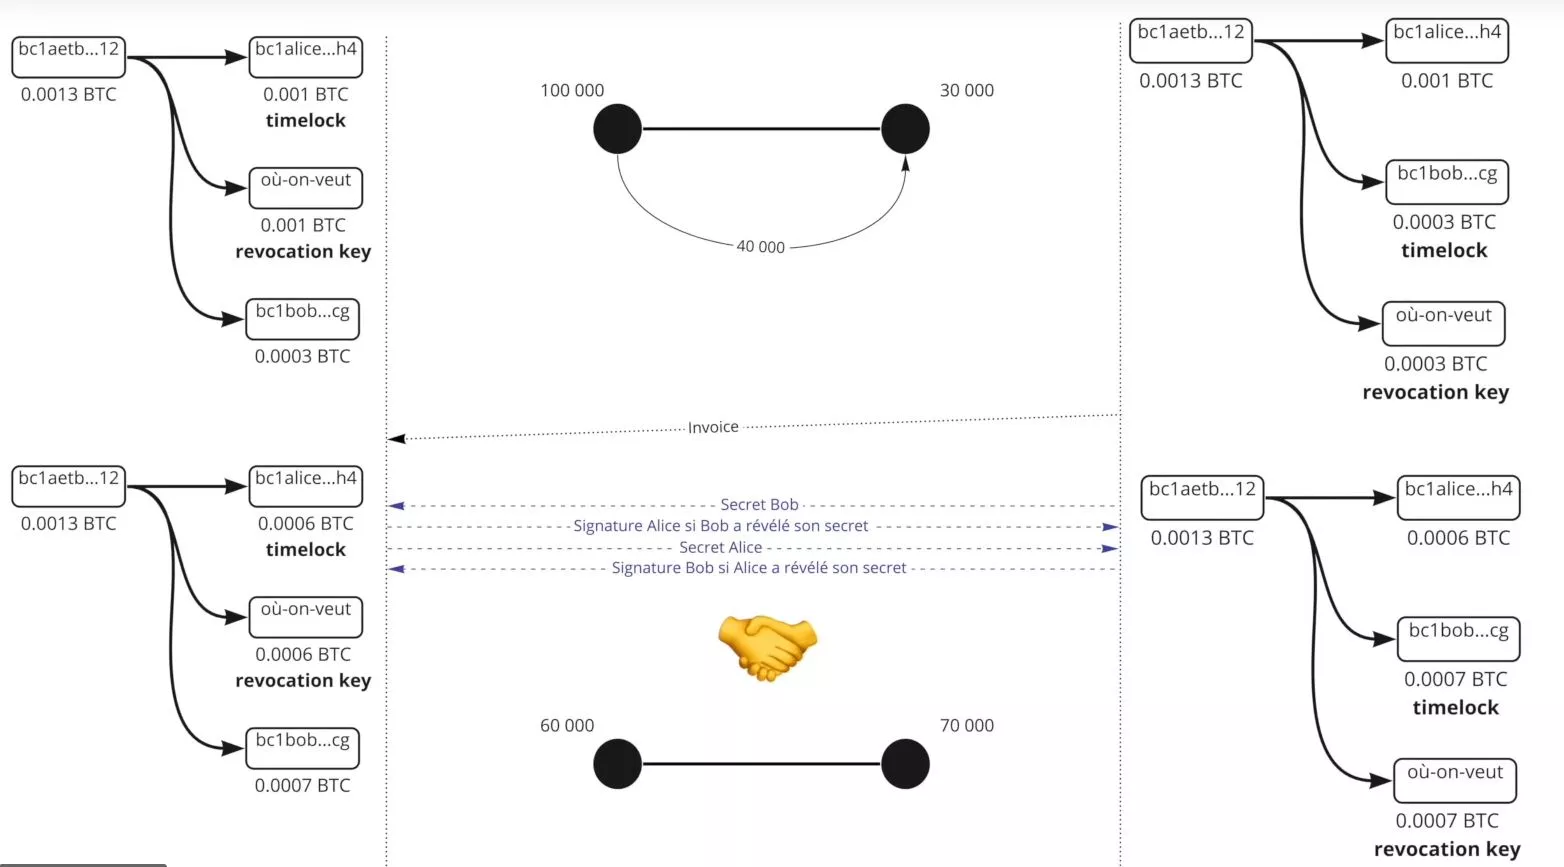 bc1aetb...12
0.0013 BTC
bc1alice...h4
0.001 BTC
timelock
où-on-veut
0.001 BTC
revocation key
bc1bob...cg
0.0003 BTC
100 000
30 000
40 000
bc1aetb...12
0.0013 BTC
bc1alice...h4
0.001 BTC
bc1bob...cg
0.0003 BTC
timelock
où-on-veut
0.0003 BTC
revocation key
Invoice
Secret Bob
Signature Alice si Bob a révélé son secret
Secret Alice
Signature Bob si Alice a révélé son secret
bc1aetb...12
0.0013 BTC
bc1alice...h4
0.0006 BTC
timelock
où-on-veut
0.0006 BTC
revocation key
bc1bob...cg
0.0007 BTC
60 000
70 000
bc1aetb...12
0.0013 BTC
bc1alice...h4
0.0006 BTC
bc1bob...cg
0.0007 BTC
timelock
où-on-veut
0.0007 BTC
revocation key